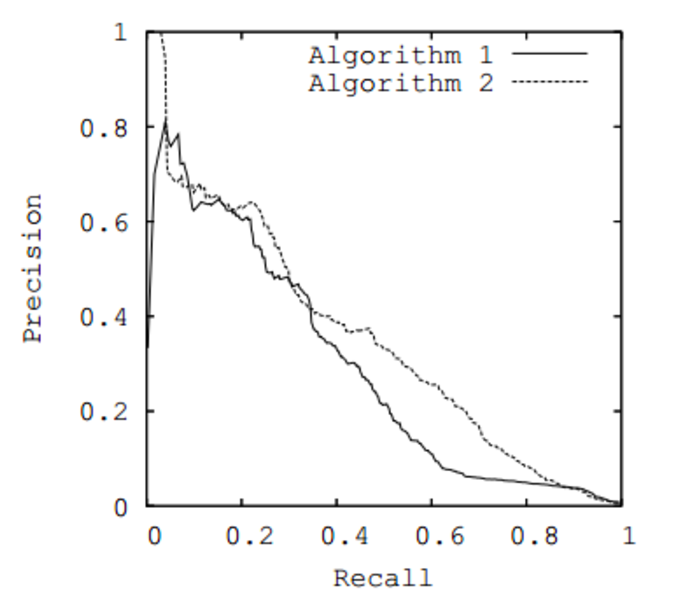 1
Algorithm 1
Algorithm 2
0.8
0.6
Precision
0.4
0.2
0
0 0.2 0.4 0.6 0.8 1
Recall